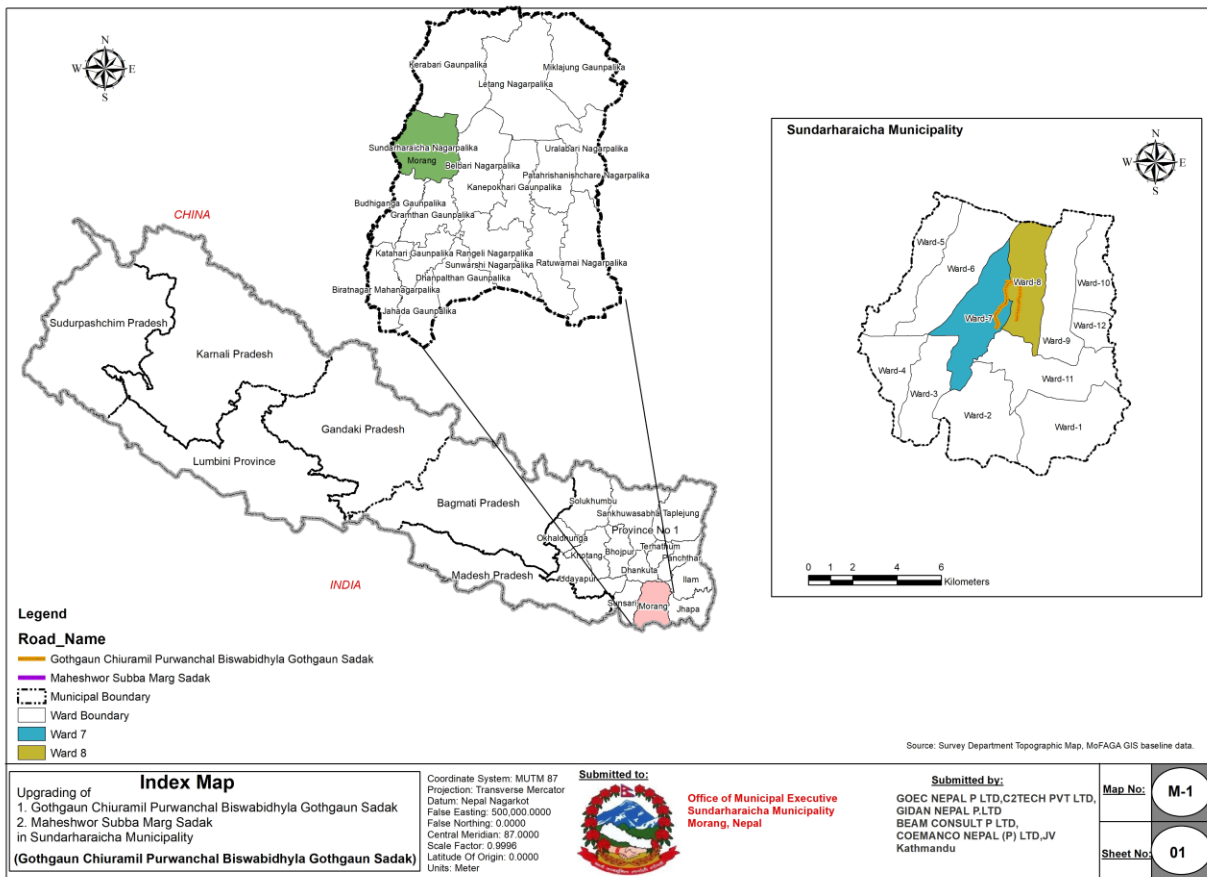 N
W
E
S
Kerabari Gaunpalika
Miklajung Gaunpalika
Letang Nagarpalika
Sundarharaicha Nagarpalika
Morang
Belbari Nagarpalika
Uralabari Nagarpalika
Patahrishanishchare Nagarpalika
Kanepokhari Gaunpalika
Budhiganga Gaunpalika
Gramthan Gaunpalika
Katahari Gaunpalika
Rangeli Nagarpalika
Sunwarshi Nagarpalika
Ratuwamai Nagarpalika
Dhanpalthan Gaunpalika
Biratnagar Mahanagarpalika
Jahada Gaunpalika
CHINA
Sudurpashchim Pradesh
Karnali Pradesh
Gandaki Pradesh
Lumbini Province
Bagmati Pradesh
Madesh Pradesh
INDIA
Solukhumbu
Sankhuwasabha
Taplejung
Province No 1
Okhaldhunga
Khotang
Bhojpur
Terhathum
Panchthar
Dhankuta
Udayapur
Ilam
Sunsari
Morang
Jhapa
Sundarharaicha Municipality
N
W
E
S
Ward-5
Ward-6
Ward-8
Ward-10
Ward-7
Ward-12
Ward-9
Ward-4
Ward-11
Ward-3
Ward-2
Ward-1
0 1 2 4 6
Kilometers
Legend
Road_Name
Gothgaun Chiuramil Purwanchal Biswabidhyla Gothgaun Sadak
Maheshwor Subba Marg Sadak
Municipal Boundary
Ward Boundary
Ward 7
Ward 8
Source: Survey Department Topographic Map, MoFAGA GIS baseline data.
Index Map
Upgrading of
1. Gothgaun Chiuramil Purwanchal Biswabidhyla Gothgaun Sadak
2. Maheshwor Subba Marg Sadak
in Sundarharaicha Municipality
(Gothgaun Chiuramil Purwanchal Biswabidhyla Gothgaun Sadak)
Coordinate System: MUTM 87
Projection: Transverse Mercator
Datum: Nepal Nagarkot
False Easting: 500,000.0000
False Northing: 0.0000
Central Meridian: 87.0000
Scale Factor: 0.9996
Latitude Of Origin: 0.0000
Units: Meter
Submitted to:
Office of Municipal Executive
Sundarharaicha Municipality
Morang, Nepal
Submitted by:
GOEC NEPAL P LTD,C2TECH PVT LTD,
GIDAN NEPAL P.LTD
BEAM CONSULT P LTD,
COEMANCO NEPAL (P) LTD,JV
Kathmandu
Map No:
M-1
Sheet No:
01